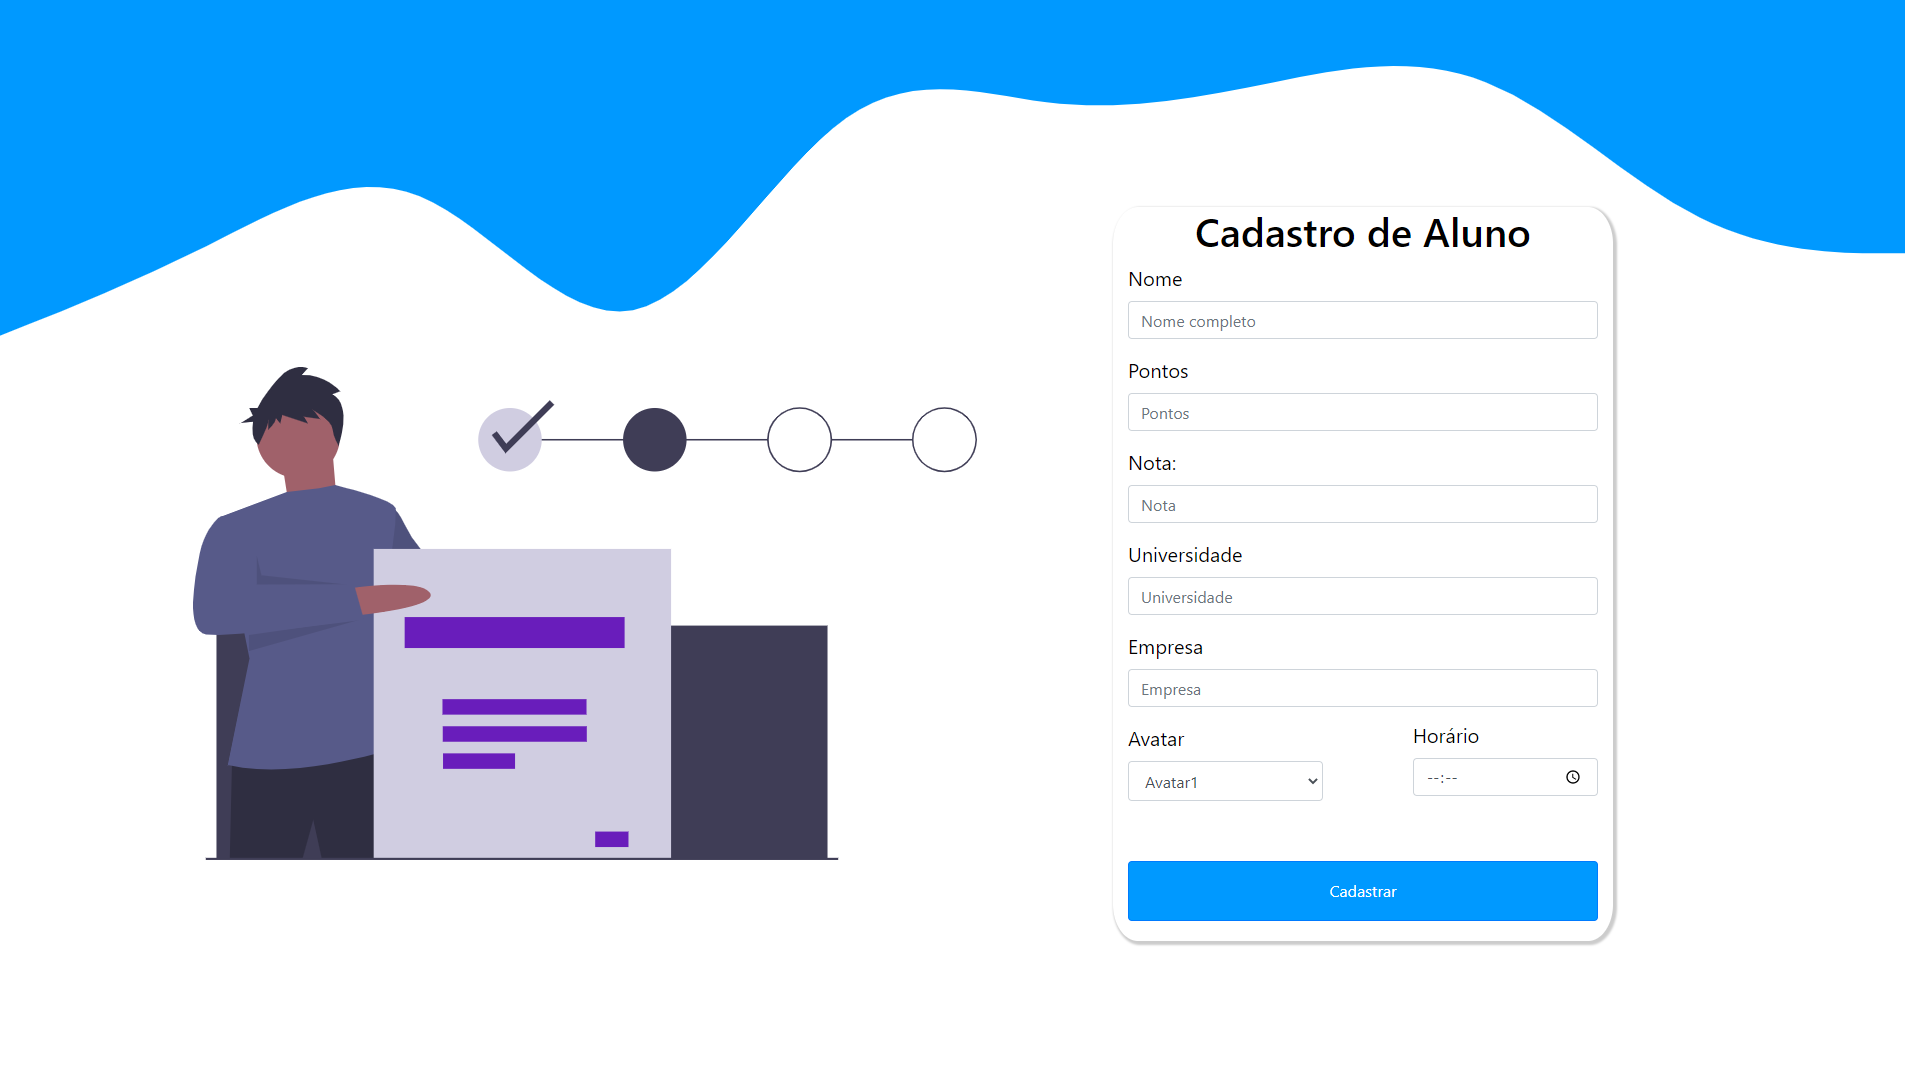 Cadastro de Aluno
Nome
Nome completo
Pontos
Pontos
Nota:
Nota
Universidade
Universidade
Empresa
Empresa
Avatar
Avatar1
Horário
--:--
Cadastrar